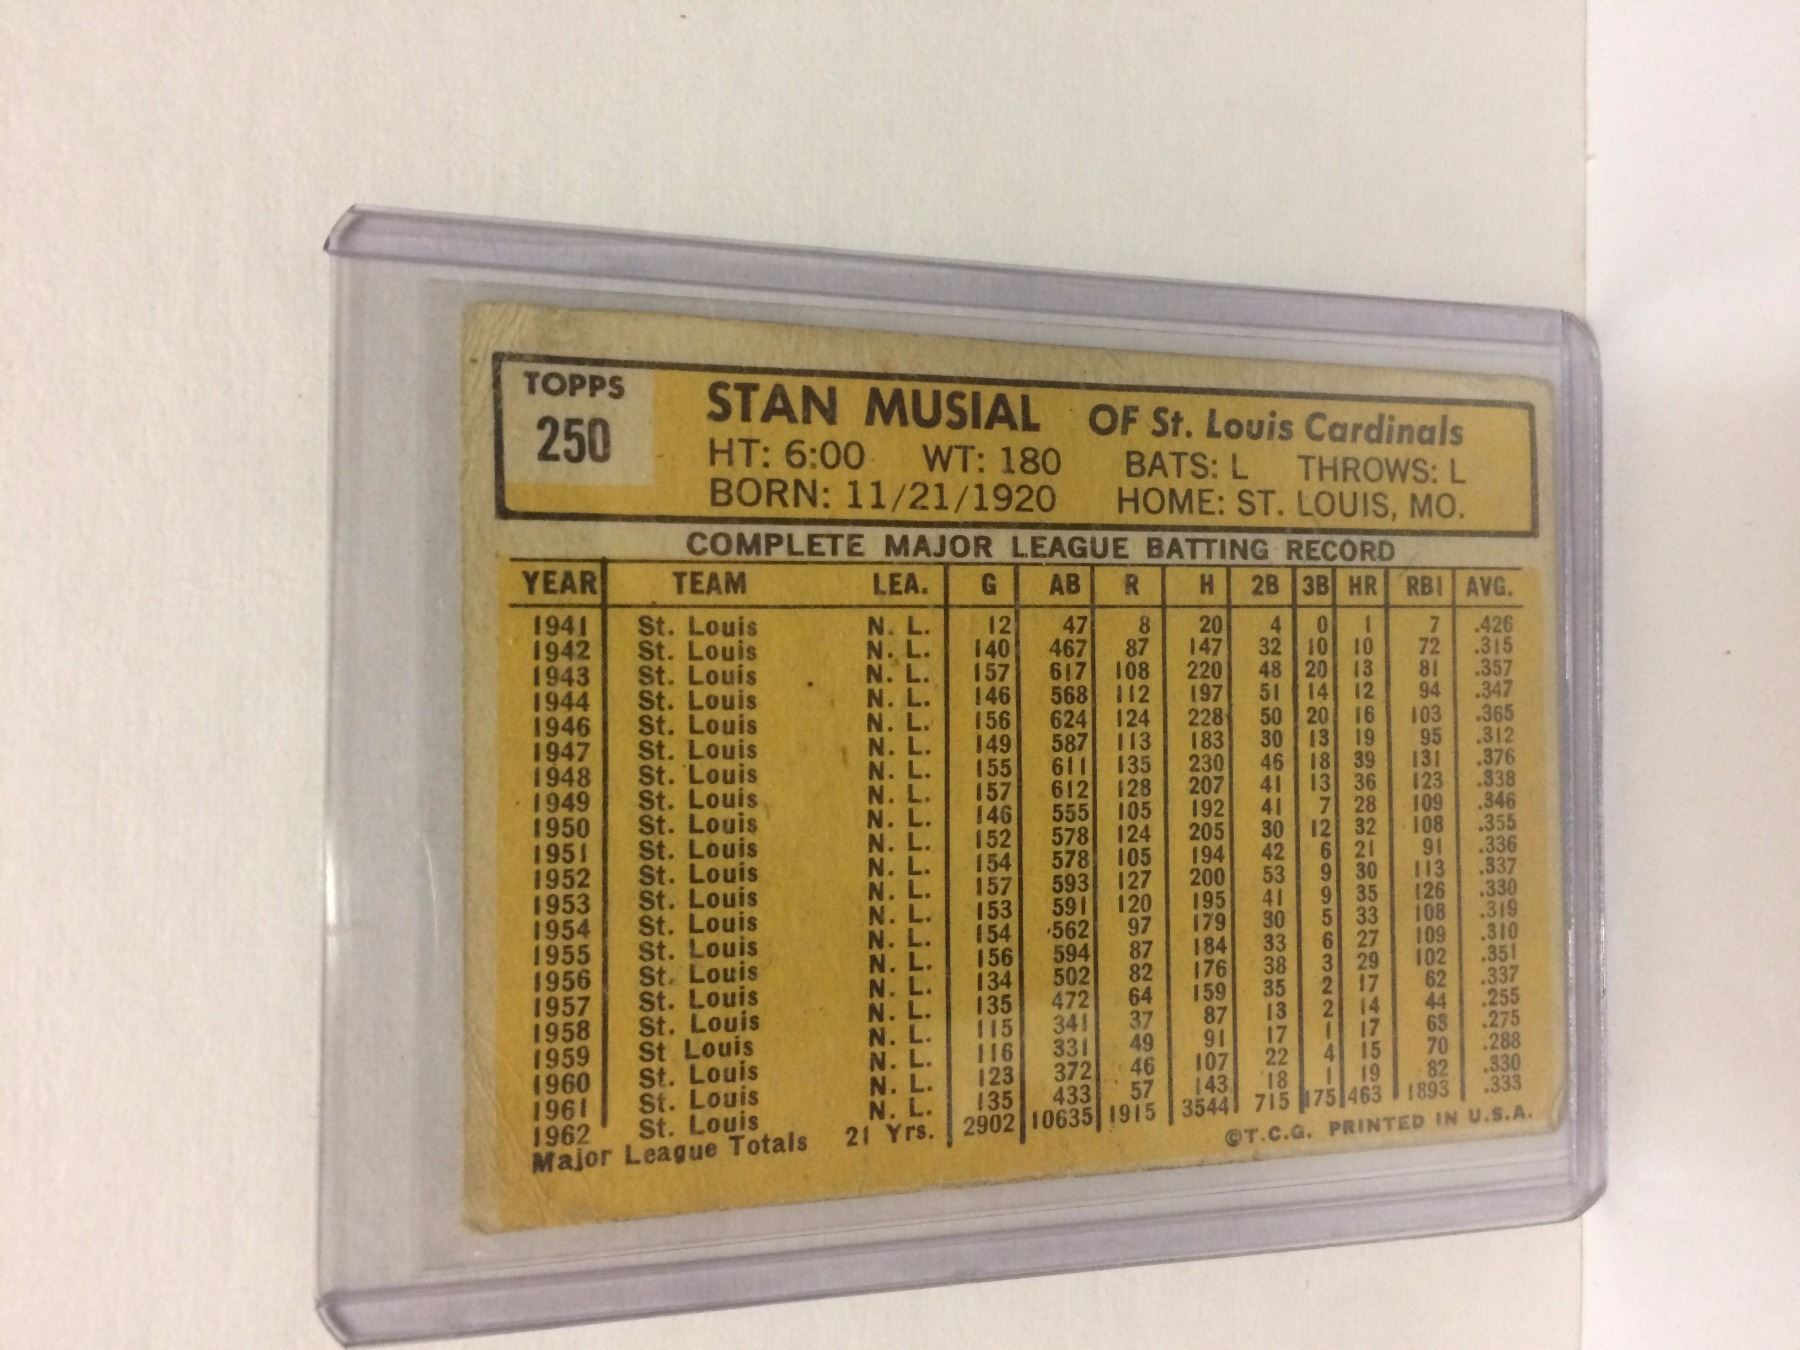 TOPPS
250
STAN MUSIAL OF St. Louis Cardinals
HT: 6:00 WT: 180 BATS: L THROWS: L
BORN: 11/21/1920 HOME: ST. LOUIS, MO.
COMPLETE MAJOR LEAGUE BATTING RECORD
YEAR TEAM LEA. G AB R H 2B 3B HR RBI AVG.
1941 St. Louis N. L. 12 47 8 20 4 0 1 7 .426
1942 St. Louis N. L. 140 467 87 147 32 10 10 72 .315
1943 St. Louis N. L. 157 617 108 220 48 20 13 81 .357
1944 St. Louis N. L. 146 568 112 197 51 14 12 94 .347
1946 St. Louis N. L. 156 624 124 228 50 20 16 103 .365
1947 St. Louis N. L. 149 587 113 183 30 13 19 95 .312
1948 St. Louis N. L. 155 611 135 230 46 18 39 131 .376
1949 St. Louis N. L. 157 612 128 207 41 13 36 123 .338
1950 St. Louis N. L. 146 555 105 192 41 7 28 109 .346
1951 St. Louis N. L. 152 578 124 205 30 12 32 108 .355
1952 St. Louis N. L. 154 578 105 194 42 6 21 91 .336
1953 St. Louis N. L. 157 593 127 200 53 9 30 113 .337
1954 St. Louis N. L. 153 591 120 195 41 9 35 126 .330
1955 St. Louis N. L. 154 562 97 179 30 5 33 108 .319
1956 St. Louis N. L. 156 594 87 184 33 6 27 109 .310
1957 St. Louis N. L. 134 502 82 176 38 3 29 102 .351
1958 St. Louis N. L. 135 472 64 159 35 2 17 62 .337
1959 St Louis N. L. 115 341 37 87 13 2 14 44 .255
1960 St. Louis N. L. 116 331 49 91 17 1 17 63 .275
1961 St. Louis N. L. 123 372 46 107 22 4 15 70 .288
1962 St. Louis N. L. 135 433 57 143 18 1 19 82 .330
Major League Totals 21 Yrs. 2902 10635 1915 3544 715 175 463 1893 .333
©T.C.G. PRINTED IN U.S.A.